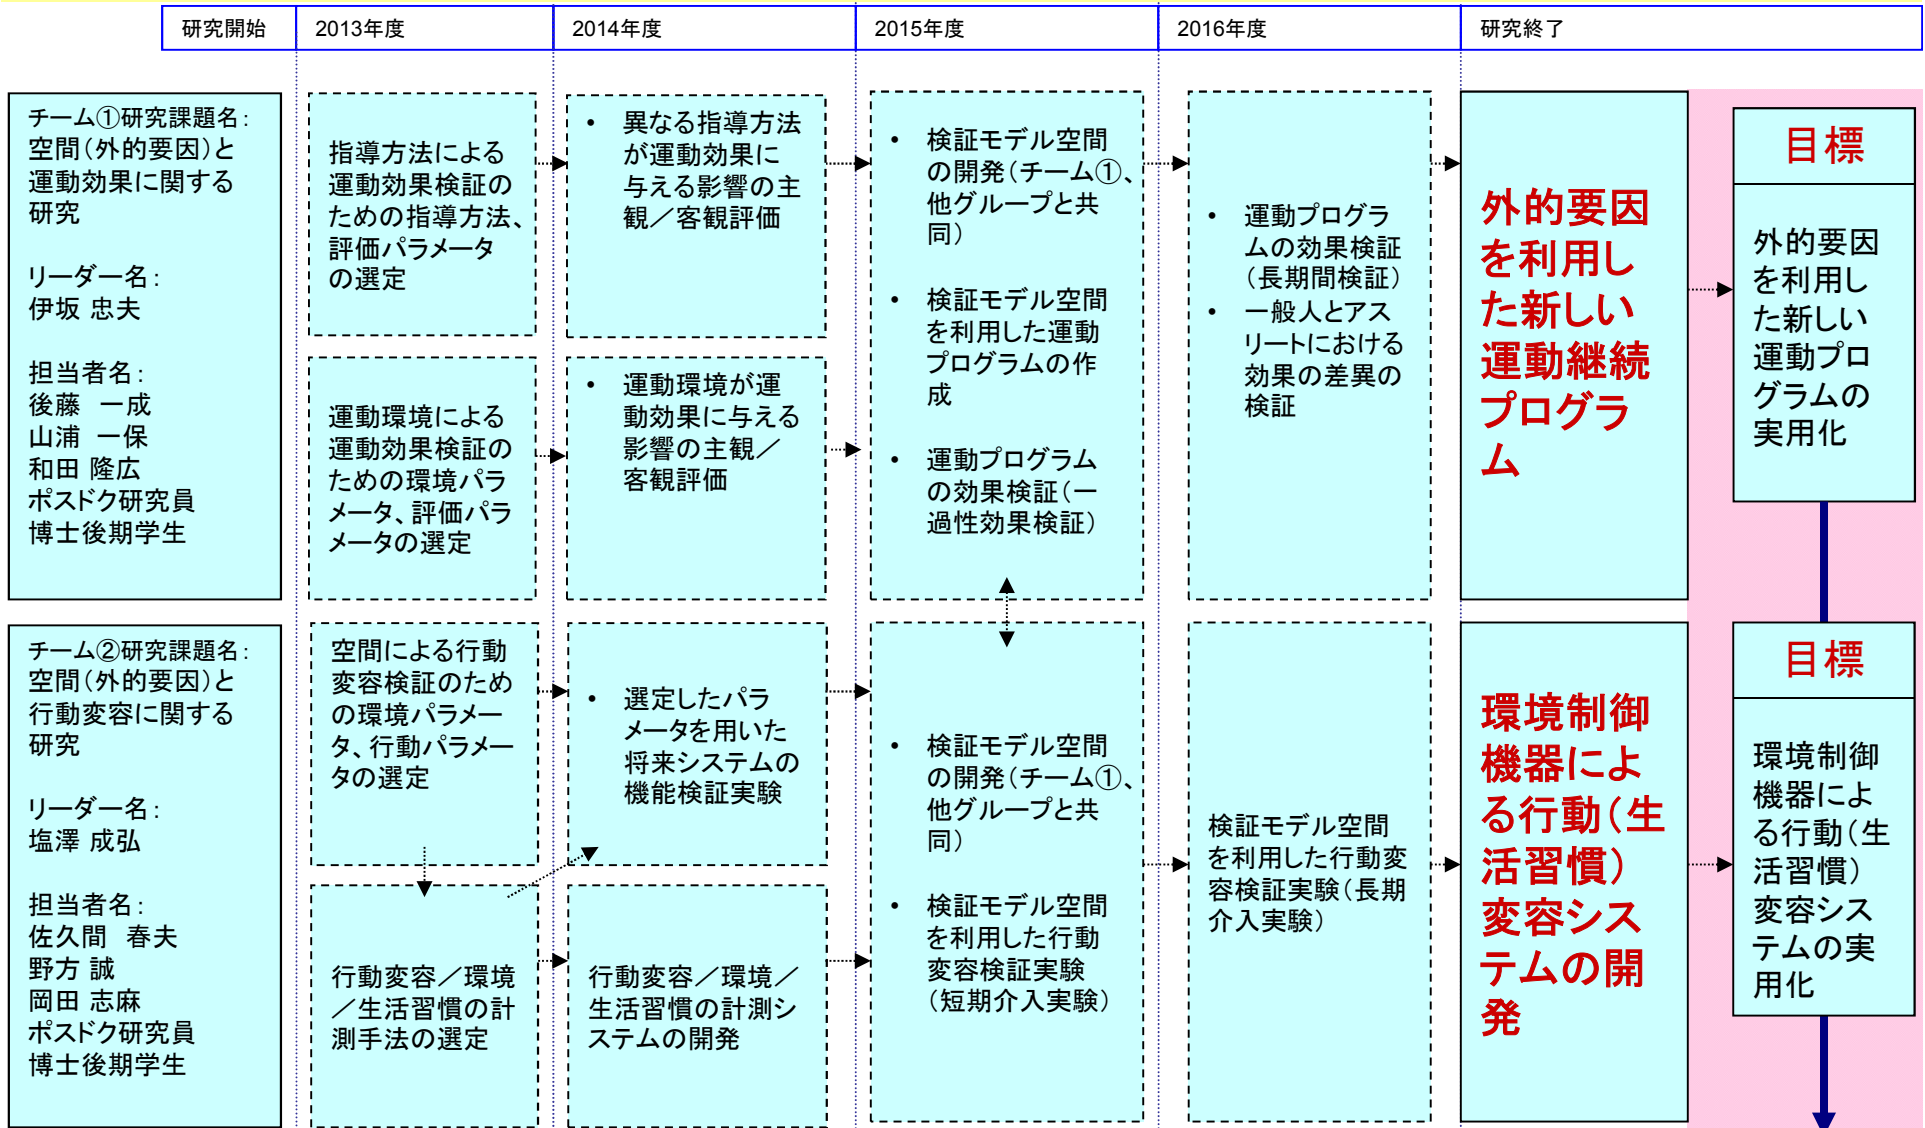 研究開始
2013年度
2014年度
2015年度
2016年度
研究終了
チーム①研究課題名：
空間（外的要因）と
運動効果に関する
研究
リーダー名：
伊坂 忠夫
担当者名：
後藤　一成
山浦　一保
和田 隆広
ポスドク研究員
博士後期学生
指導方法による
運動効果検証の
ための指導方法、
評価パラメータ
の選定
運動環境による
運動効果検証の
ための環境パラ
メータ、評価パラ
メータの選定
• 異なる指導方法
が運動効果に
与える影響の主
観／客観評価
• 運動環境が運
動効果に与える
影響の主観／
客観評価
• 検証モデル空間
の開発（チーム①、
他グループと共
同）
• 検証モデル空間
を利用した運動
プログラムの作
成
• 運動プログラム
の効果検証（一
過性効果検証）
• 運動プログラ
ムの効果検証
（長期間検証）
• 一般人とアス
リートにおける
効果の差異の
検証
外的要因
を利用し
た新しい
運動継続
プログラ
ム
目標
外的要因
を利用し
た新しい
運動プロ
グラムの
実用化
チーム②研究課題名：
空間（外的要因）と
行動変容に関する
研究
リーダー名：
塩澤 成弘
担当者名：
佐久間　春夫
野方 誠
岡田 志麻
ポスドク研究員
博士後期学生
空間による行動
変容検証のため
の環境パラメー
タ、行動パラメー
タの選定
行動変容／環境
／生活習慣の計
測手法の選定
• 選定したパラ
メータを用いた
将来システムの
機能検証実験
行動変容／環境／
生活習慣の計測シ
ステムの開発
• 検証モデル空間
の開発（チーム①、
他グループと共
同）
• 検証モデル空間
を利用した行動
変容検証実験
（短期介入実験）
検証モデル空間
を利用した行動変
容検証実験（長期
介入実験）
環境制御
機器によ
る行動（生
活習慣）
変容シス
テムの開
発
目標
環境制御
機器によ
る行動（生
活習慣）
変容シス
テムの実
用化